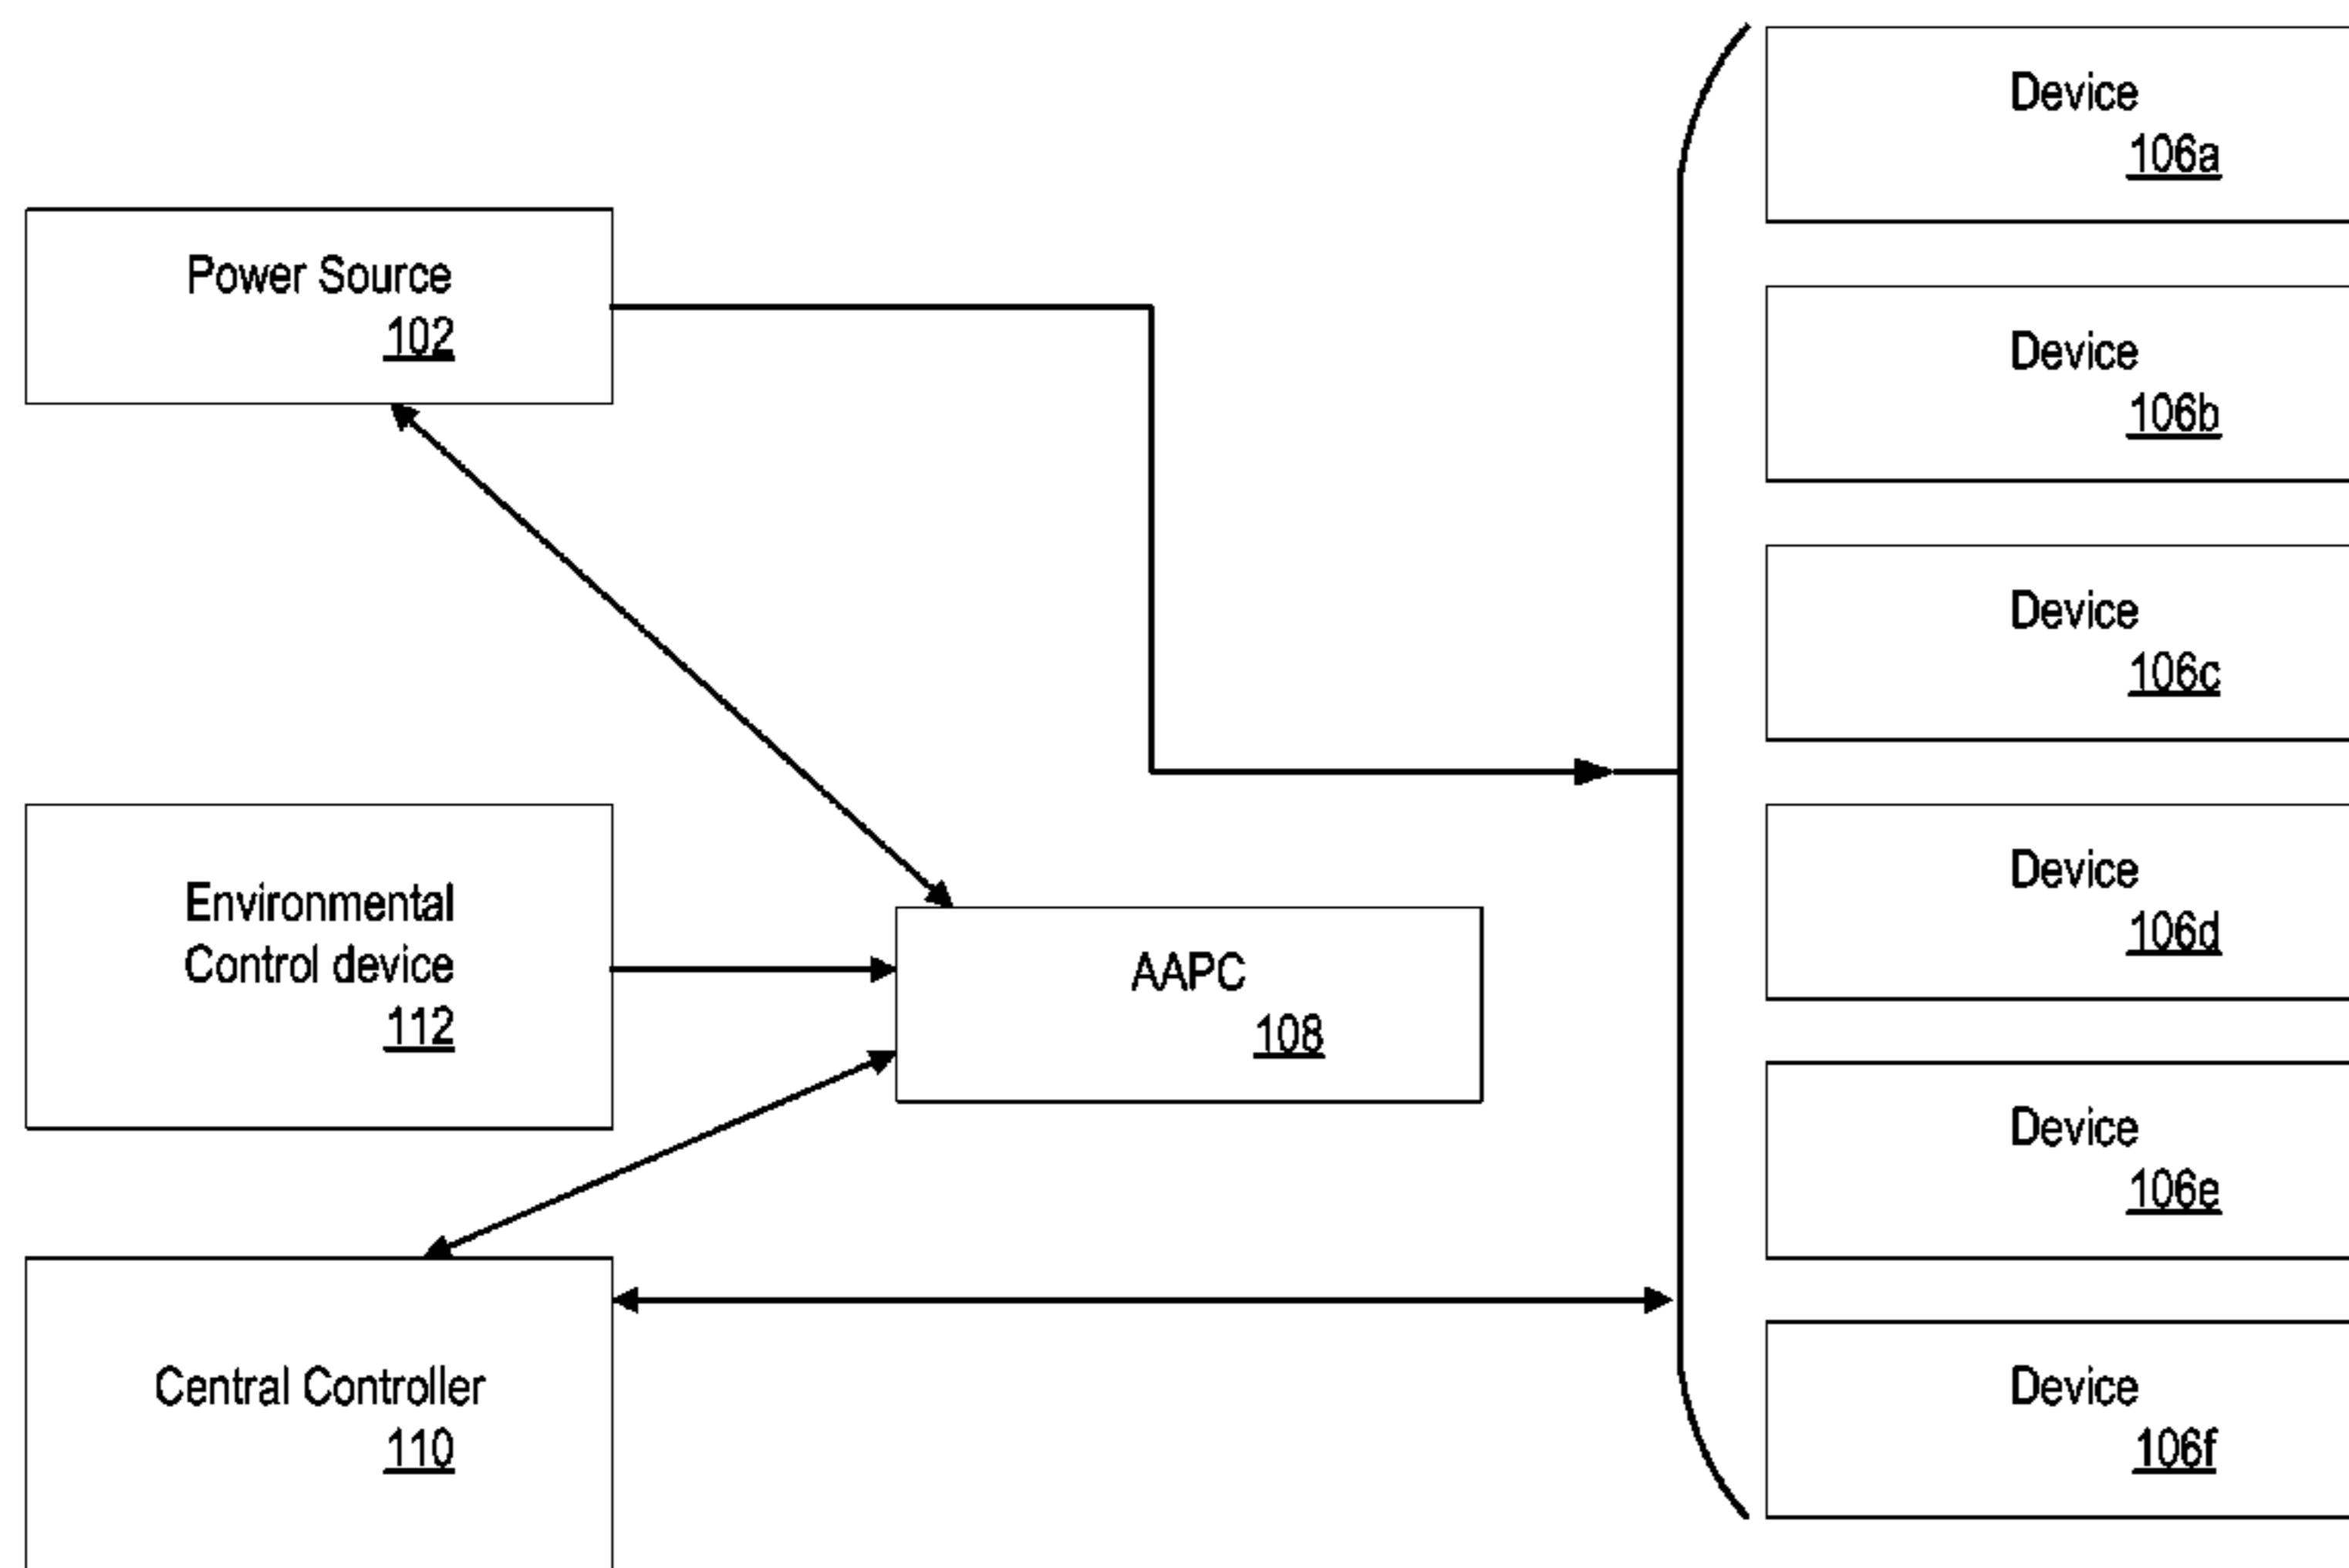 Power Source
102
Environmental
Control device
112
Central Controller
110
AAPC
108
Device
106a
Device
106b
Device
106c
Device
106d
Device
106e
Device
106f